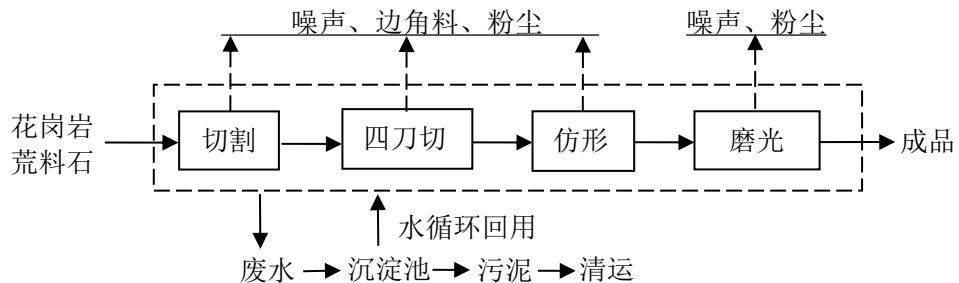 噪声、边角料、粉尘
噪声、粉尘
花岗岩
荒料石
切割
四刀切
仿形
磨光
成品
水循环回用
废水
沉淀池
污泥
清运